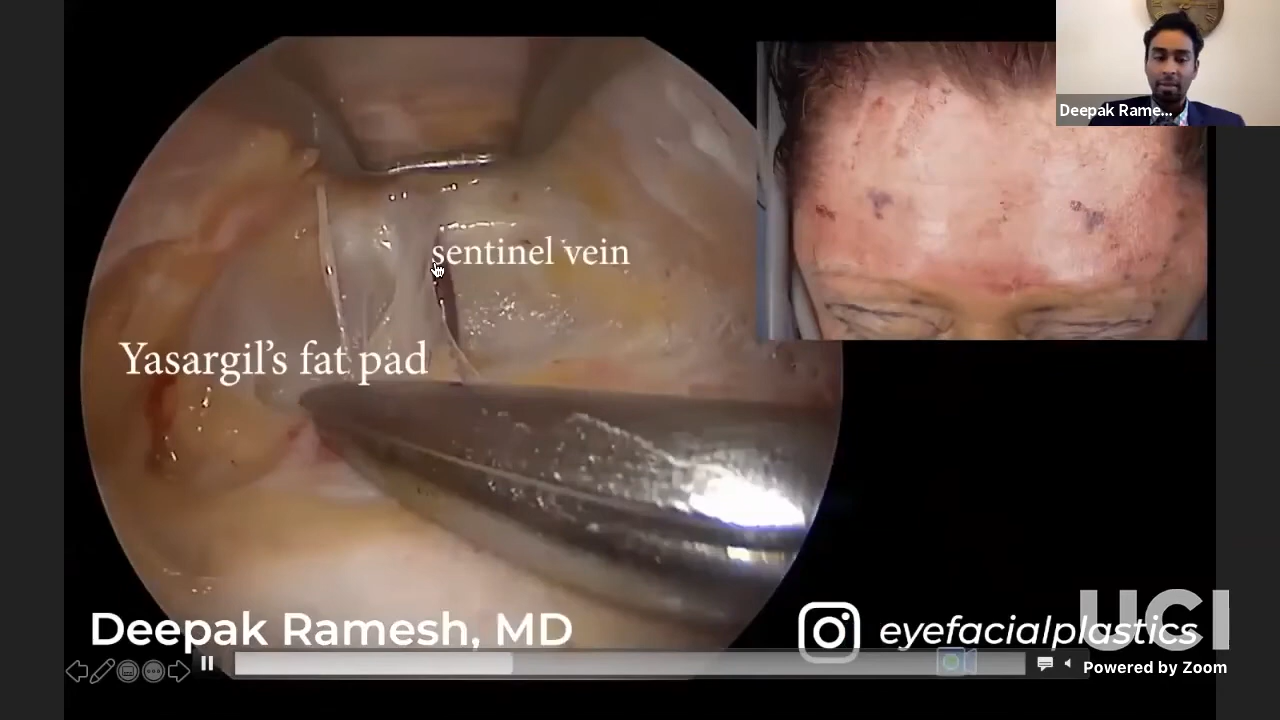 Deepak Rame...
sentinel vein
Yasargil’s fat pad
Deepak Ramesh, MD
eyefacialplastics
UCI
Powered by Zoom